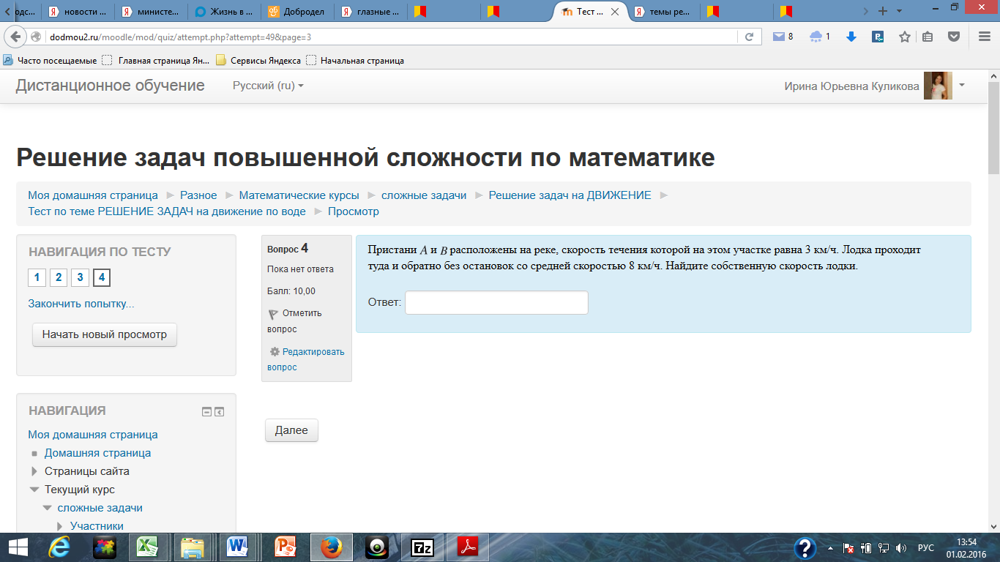 одс...
новости ...
министе...
Жизнь в ...
Добродел
глазные ...
Тест ...
темы ре...
dodmou2.ru/moodle/mod/quiz/attempt.php?attempt=49&page=3
8
1
Часто посещаемые
Главная страница Ян...
Сервисы Яндекса
Начальная страница
Дистанционное обучение
Русский (ru)
Ирина Юрьевна Куликова
Решение задач повышенной сложности по математике
Моя домашняя страница ► Разное ► Математические курсы ► сложные задачи ► Решение задач на ДВИЖЕНИЕ ►
Тест по теме РЕШЕНИЕ ЗАДАЧ на движение по воде ► Просмотр
НАВИГАЦИЯ ПО ТЕСТУ
1 2 3 4
Закончить попытку...
Начать новый просмотр
Вопрос 4
Пока нет ответа
Балл: 10,00
Отметить
вопрос
Редактировать
вопрос
Пристани A и B расположены на реке, скорость течения которой на этом участке равна 3 км/ч. Лодка проходит
туда и обратно без остановок со средней скоростью 8 км/ч. Найдите собственную скорость лодки.
Ответ:
Далее
НАВИГАЦИЯ
Моя домашняя страница
Домашняя страница
Страницы сайта
Текущий курс
сложные задачи
Участники
РУС
13:54
01.02.2016